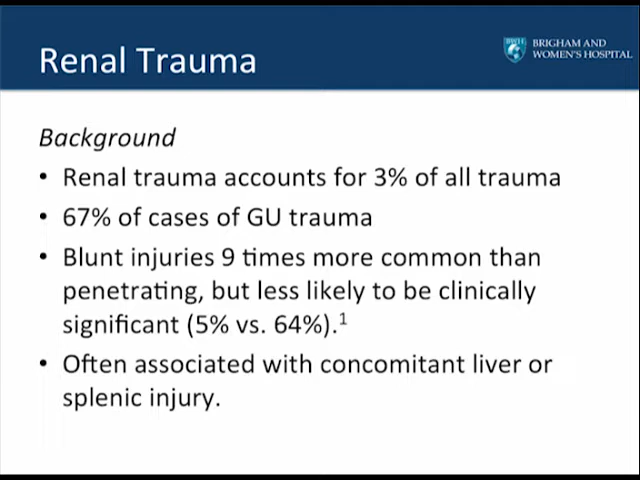 Renal Trauma
BRIGHAM AND
WOMEN'S HOSPITAL
Background
• Renal trauma accounts for 3% of all trauma
• 67% of cases of GU trauma
• Blunt injuries 9 times more common than
penetrating, but less likely to be clinically
significant (5% vs. 64%).¹
• Often associated with concomitant liver or
splenic injury.